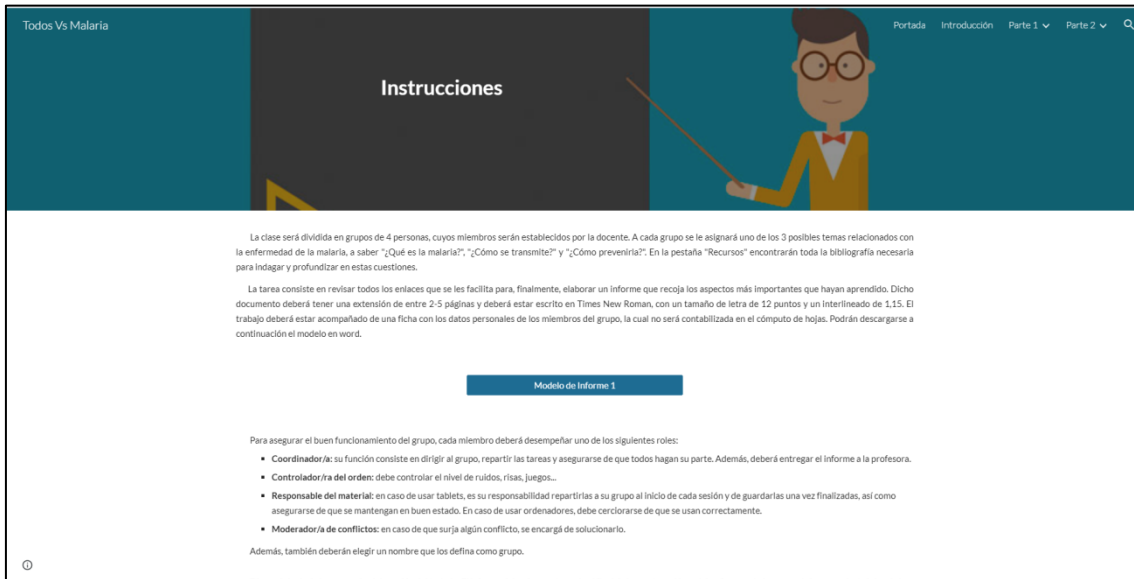 Todos Vs Malaria
Portada Introducción Parte 1 Parte 2
Instrucciones
La clase será dividida en grupos de 4 personas, cuyos miembros serán establecidos por la docente. A cada grupo se le asignará uno de los 3 posibles temas relacionados con
la enfermedad de la malaria, a saber "¿Qué es la malaria?", "¿Cómo se transmite?" y "¿Cómo prevenirla?". En la pestaña "Recursos" encontrarán toda la bibliografía necesaria
para indagar y profundizar en estas cuestiones.
La tarea consiste en revisar todos los enlaces que se les facilita para, finalmente, elaborar un informe que recoja los aspectos más importantes que hayan aprendido. Dicho
documento deberá tener una extensión de entre 2-5 páginas y deberá estar escrito en Times New Roman, con un tamaño de letra de 12 puntos y un interlineado de 1,15. El
trabajo deberá estar acompañado de una ficha con los datos personales de los miembros del grupo, la cual no será contabilizada en el cómputo de hojas. Podrán descargarse a
continuación el modelo en word.
Modelo de Informe 1
Para asegurar el buen funcionamiento del grupo, cada miembro deberá desempeñar uno de los siguientes roles:
▪ Coordinador/a: su función consiste en dirigir al grupo, repartir las tareas y asegurarse de que todos hagan su parte. Además, deberá entregar el informe a la profesora.
▪ Controlador/ra del orden: debe controlar el nivel de ruidos, risas, juegos...
▪ Responsable del material: en caso de usar tablets, es su responsabilidad repartirlas a su grupo al inicio de cada sesión y de guardarlas una vez finalizadas, así como
asegurarse de que se mantengan en buen estado. En caso de usar ordenadores, debe cerciorarse de que se usan correctamente.
▪ Moderador/a de conflictos: en caso de que surja algún conflicto, se encargá de solucionarlo.
Además, también deberán elegir un nombre que los defina como grupo.